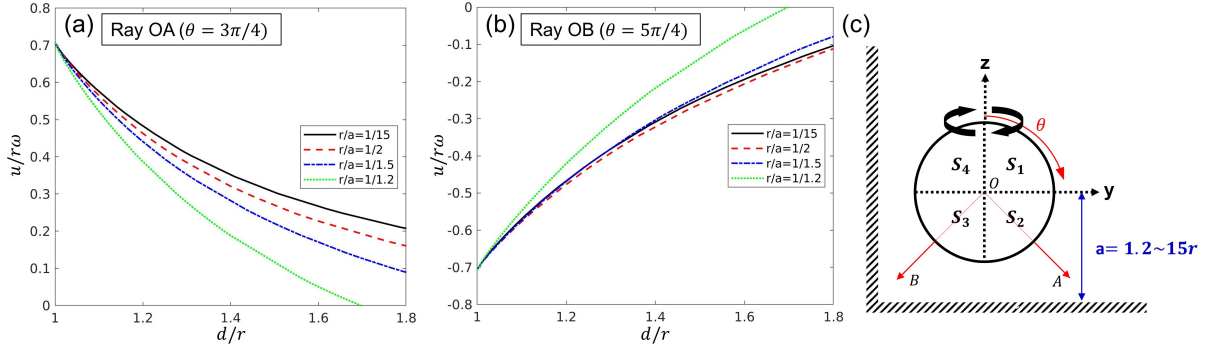 (a)
Ray OA (θ = 3π/4)
0.8
0.7
0.6
0.5
0.4
0.3
0.2
0.1
0
u/rω
r/a=1/15
r/a=1/2
r/a=1/1.5
r/a=1/1.2
1
1.2
1.4
1.6
1.8
d/r
(b)
Ray OB (θ = 5π/4)
0
-0.1
-0.2
-0.3
-0.4
-0.5
-0.6
-0.7
-0.8
u/rω
r/a=1/15
r/a=1/2
r/a=1/1.5
r/a=1/1.2
1
1.2
1.4
1.6
1.8
d/r
(c)
z
θ
S4
S1
O
y
S3
S2
B
A
a= 1.2~15r